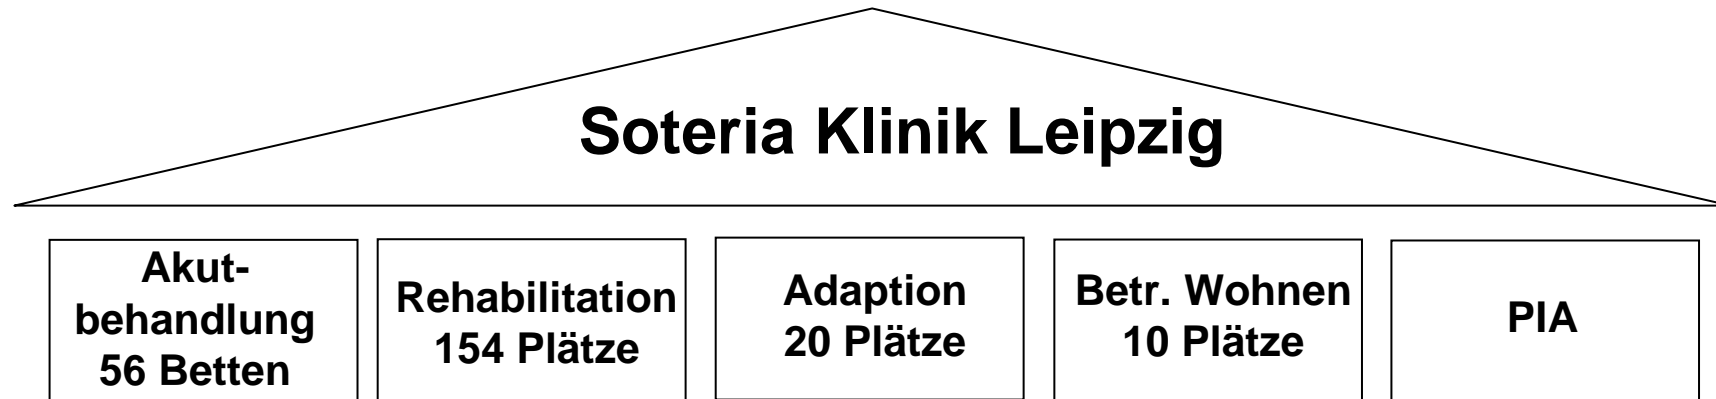 Soteria Klinik Leipzig
Akut-
behandlung
56 Betten
Rehabilitation
154 Plätze
Adaption
20 Plätze
Betr. Wohnen
10 Plätze
PIA